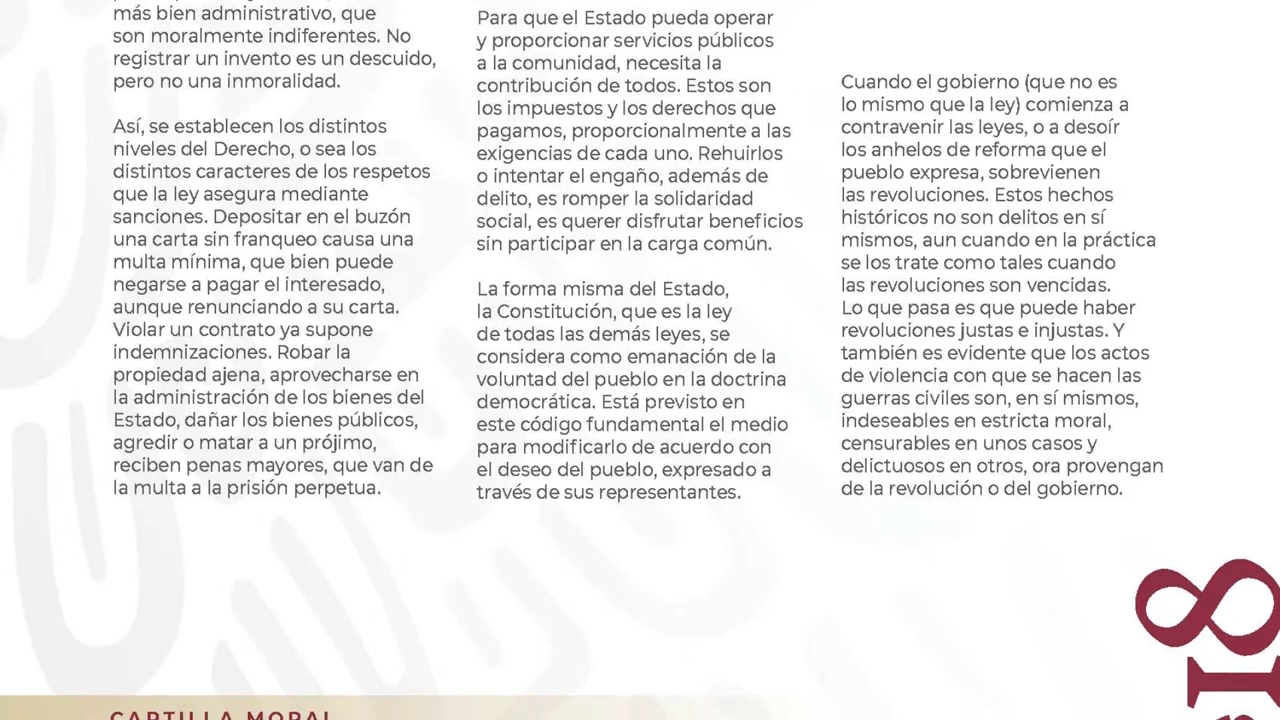 más bien administrativo, que
son moralmente indiferentes. No
registrar un invento es un descuido,
pero no una inmoralidad.
Así, se establecen los distintos
niveles del Derecho, o sea los
distintos caracteres de los respetos
que la ley asegura mediante
sanciones. Depositar en el buzón
una carta sin franqueo causa una
multa mínima, que bien puede
negarse a pagar el interesado,
aunque renunciando a su carta.
Violar un contrato ya supone
indemnizaciones. Robar la
propiedad ajena, aprovecharse en
la administración de los bienes del
Estado, dañar los bienes públicos,
agredir o matar a un prójimo,
reciben penas mayores, que van de
la multa a la prisión perpetua.
Para que el Estado pueda operar
y proporcionar servicios públicos
a la comunidad, necesita la
contribución de todos. Estos son
los impuestos y los derechos que
pagamos, proporcionalmente a las
exigencias de cada uno. Rehuirlos
o intentar el engaño, además de
delito, es romper la solidaridad
social, es querer disfrutar beneficios
sin participar en la carga común.
La forma misma del Estado,
la Constitución, que es la ley
de todas las demás leyes, se
considera como emanación de la
voluntad del pueblo en la doctrina
democrática. Está previsto en
este código fundamental el medio
para modificarlo de acuerdo con
el deseo del pueblo, expresado a
través de sus representantes.
Cuando el gobierno (que no es
lo mismo que la ley) comienza a
contravenir las leyes, o a desoír
los anhelos de reforma que el
pueblo expresa, sobrevienen
las revoluciones. Estos hechos
históricos no son delitos en sí
mismos, aun cuando en la práctica
se los trate como tales cuando
las revoluciones son vencidas.
Lo que pasa es que puede haber
revoluciones justas e injustas. Y
también es evidente que los actos
de violencia con que se hacen las
guerras civiles son, en sí mismos,
indeseables en estricta moral,
censurables en unos casos y
delictuosos en otros, ora provengan
de la revolución o del gobierno.
18
CARTILLA MORAL